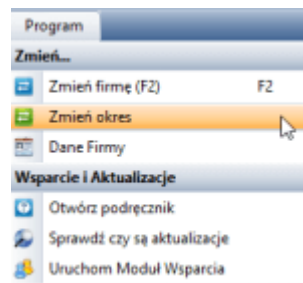 Program
Zmień...
Zmień firmę (F2) F2
Zmień okres
Dane Firmy
Wsparcie i Aktualizacje
Otwórz podręcznik
Sprawdź czy są aktualizacje
Uruchom Moduł Wsparcia